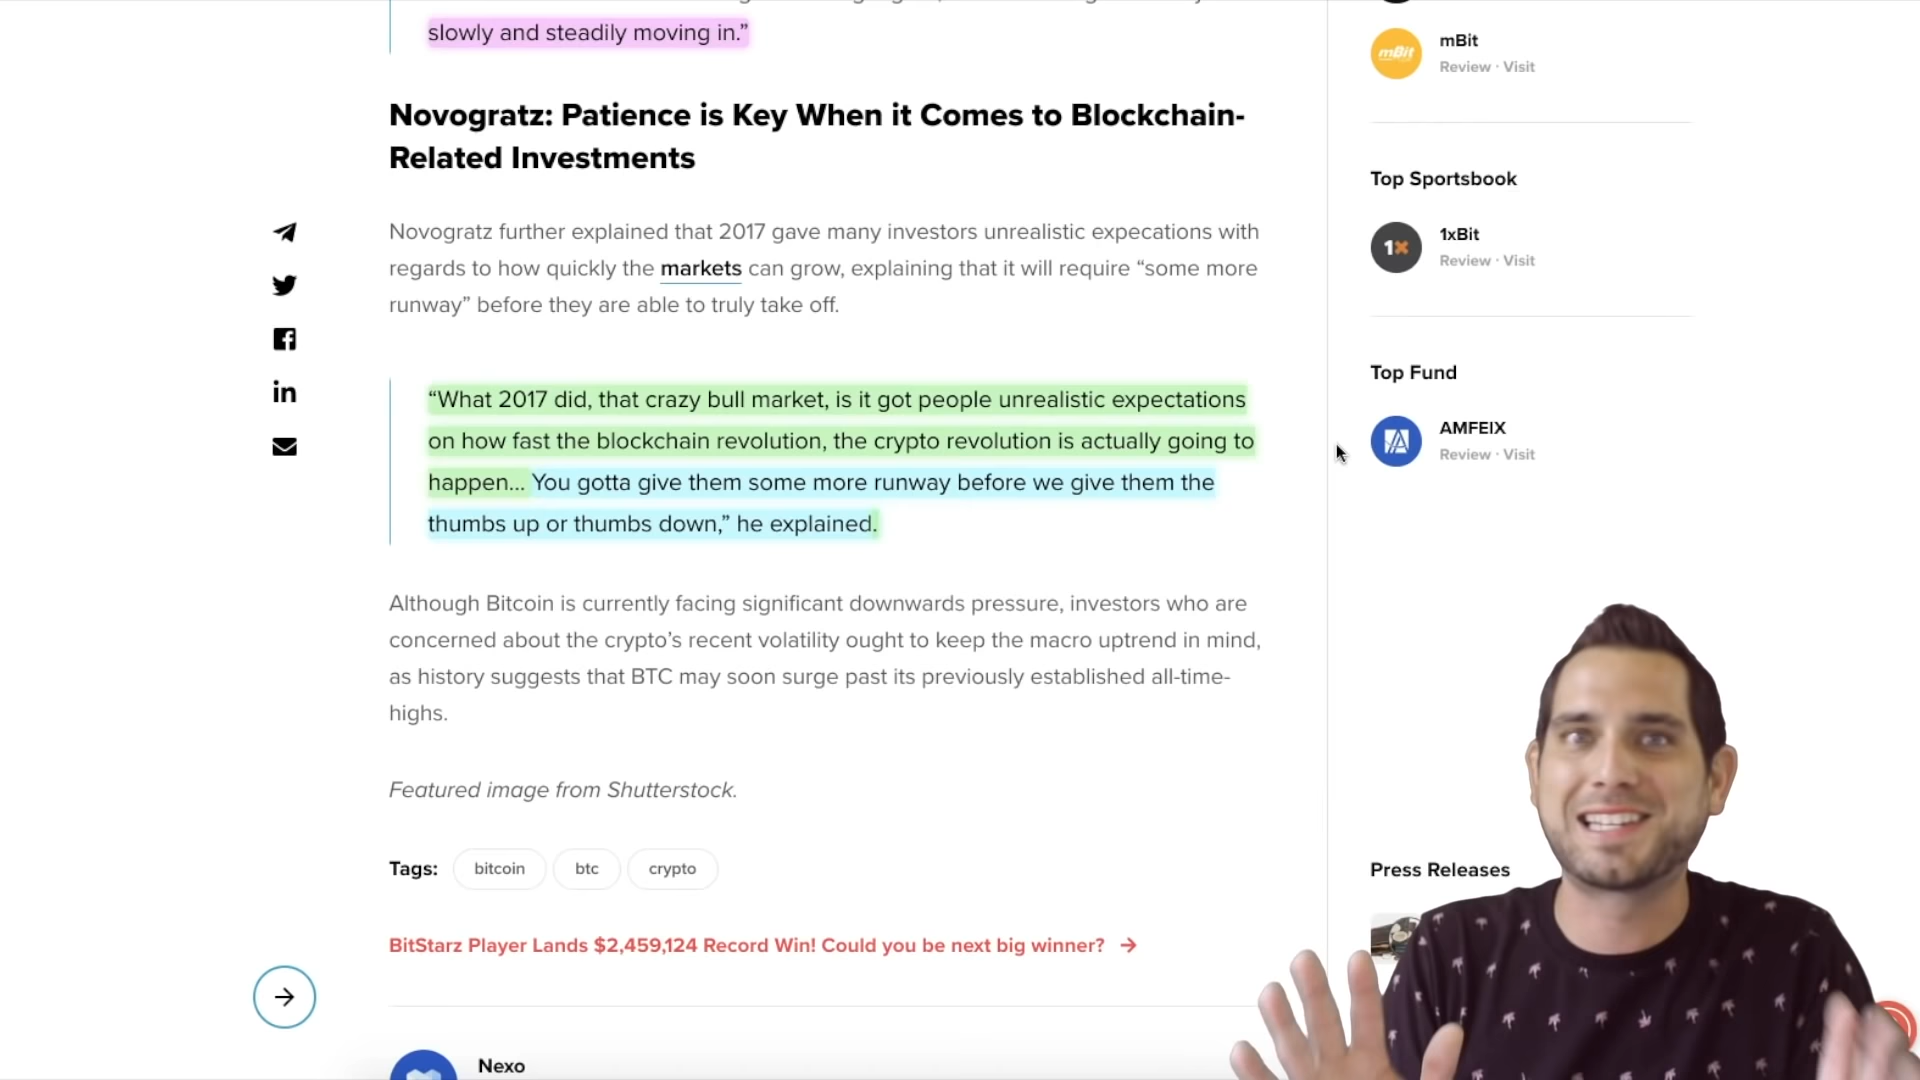 slowly and steadily moving in.”
Novogratz: Patience is Key When it Comes to Blockchain-
Related Investments
Novogratz further explained that 2017 gave many investors unrealistic expecations with
regards to how quickly the markets can grow, explaining that it will require “some more
runway” before they are able to truly take off.
“What 2017 did, that crazy bull market, is it got people unrealistic expectations
on how fast the blockchain revolution, the crypto revolution is actually going to
happen... You gotta give them some more runway before we give them the
thumbs up or thumbs down,” he explained.
Although Bitcoin is currently facing significant downwards pressure, investors who are
concerned about the crypto’s recent volatility ought to keep the macro uptrend in mind,
as history suggests that BTC may soon surge past its previously established all-time-
highs.
Featured image from Shutterstock.
Tags: bitcoin btc crypto
BitStarz Player Lands $2,459,124 Record Win! Could you be next big winner?
Nexo
mBit
mBit
Review · Visit
Top Sportsbook
1x
1xBit
Review · Visit
Top Fund
AMFEIX
Review · Visit
Press Releases